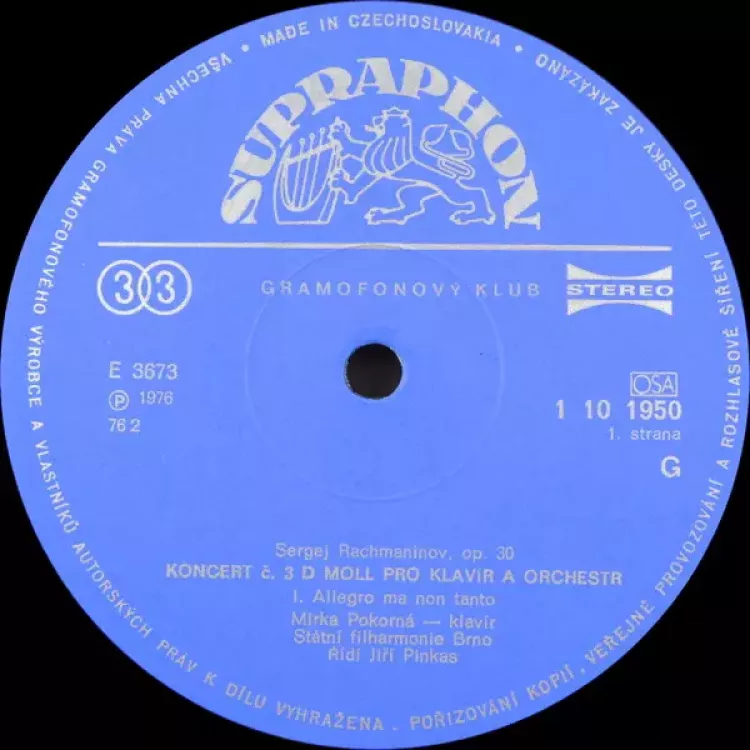 • MADE IN CZECHOSLOVAKIA •
VŠECHNA PRÁVA GRAMOFONOVÉHO VÝROBCE A VLASTNÍKŮ AUTORSKÝCH PRÁV K DÍLU VYHRAŽENA. POŘIZOVÁNÍ KOPIÍ, VEŘEJNÉ PROVOZOVÁNÍ A ROZHLASOVÉ ŠÍŘENÍ TÉTO DESKY JE ZAKÁZÁNO
SUPRAPHON
33
GRAMOFONOVÝ KLUB
STEREO
E 3673
Ⓟ 1976
76 2
OSA
1 10 1950
1. strana
G
Sergej Rachmaninov, op. 30
KONCERT č. 3 D MOLL PRO KLAVÍR A ORCHESTR
I. Allegro ma non tanto
Mirka Pokorná — klavír
Státní filharmonie Brno
Řídí Jiří Pinkas